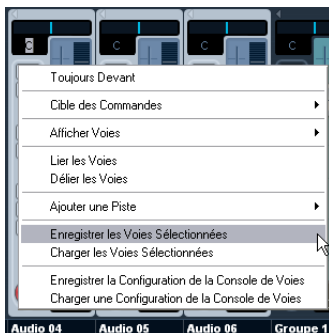 C C C C
Toujours Devant
Cible des Commandes
Afficher Voies
Lier les Voies
Délier les Voies
Ajouter une Piste
Enregistrer les Voies Sélectionnées
Charger les Voies Sélectionnées
Enregistrer la Configuration de la Console de Voies
Charger une Configuration de la Console de Voies
Audio 04 Audio 05 Audio 06 Groupe 1